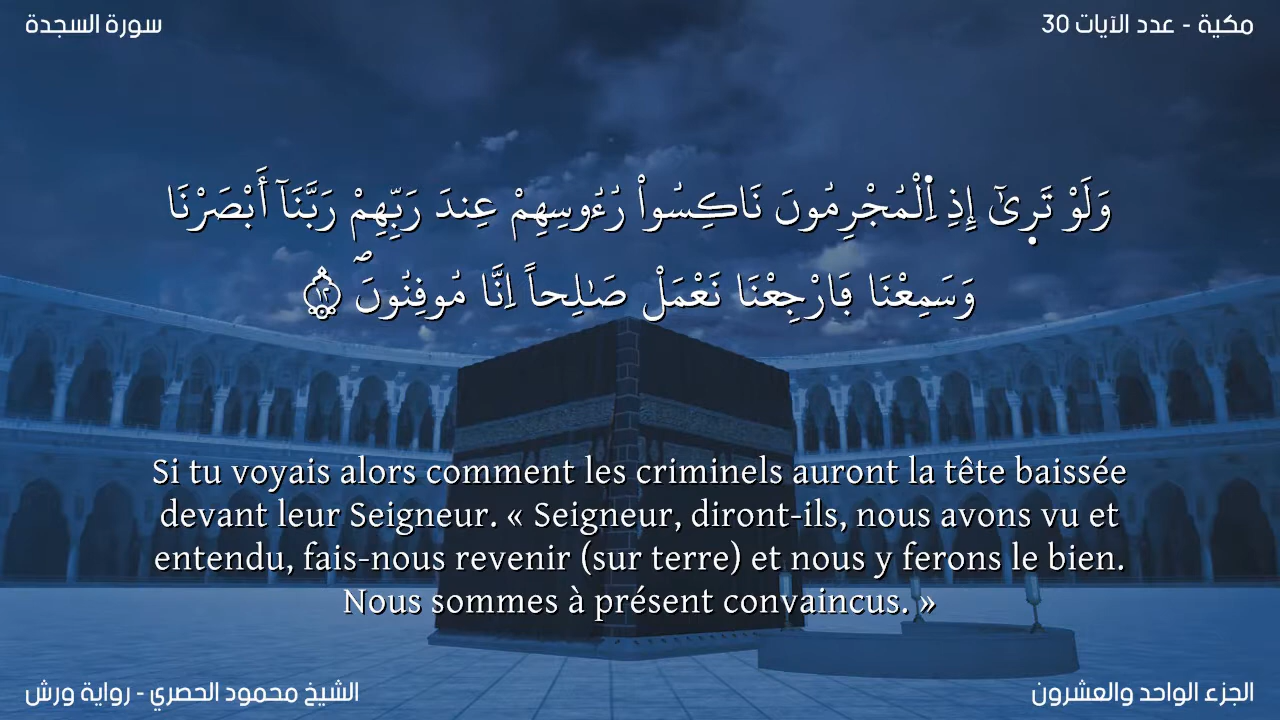 سورة السجدة
مكية - عدد الآيات 30
وَلَوْ تَر۪يٰٓ إِذِ اِ۬لْمُجْرِمُونَ نَاكِسُواْ رُءُوسِهِمْ عِندَ رَبِّهِمْ رَبَّنَآ أَبْصَرْنَا
وَسَمِعْنَا فَارْجِعْنَا نَعْمَلْ صَٰلِحاً اِنَّا مُوقِنُونَۖ ١٢
Si tu voyais alors comment les criminels auront la tête baissée
devant leur Seigneur. « Seigneur, diront-ils, nous avons vu et
entendu, fais-nous revenir (sur terre) et nous y ferons le bien.
Nous sommes à présent convaincus. »
الشيخ محمود الحصري - رواية ورش
الجزء الواحد والعشرون